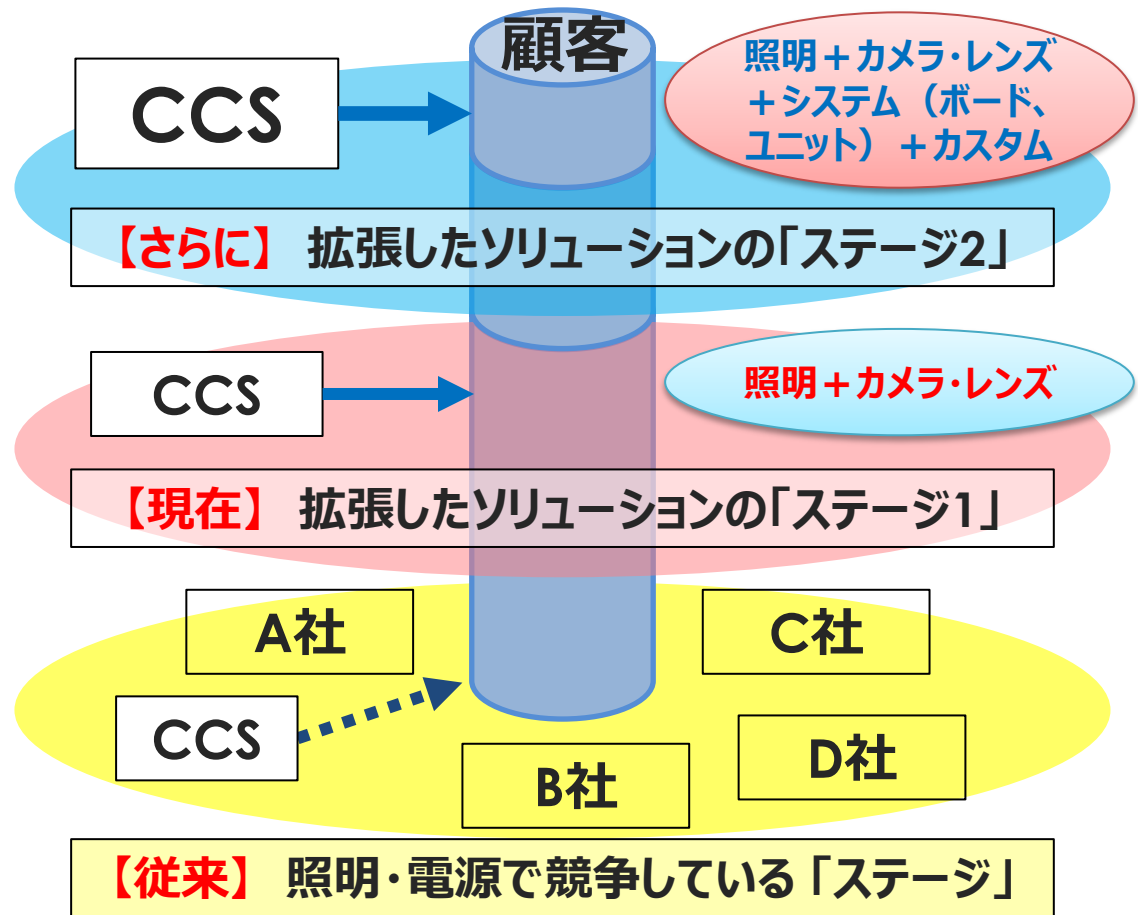 顧客
CCS
照明+カメラ・レンズ
+システム（ボード、
ユニット）+カスタム
【さらに】 拡張したソリューションの「ステージ2」
CCS
照明+カメラ・レンズ
【現在】 拡張したソリューションの「ステージ1」
A社
C社
CCS
B社
D社
【従来】 照明・電源で競争している「ステージ」